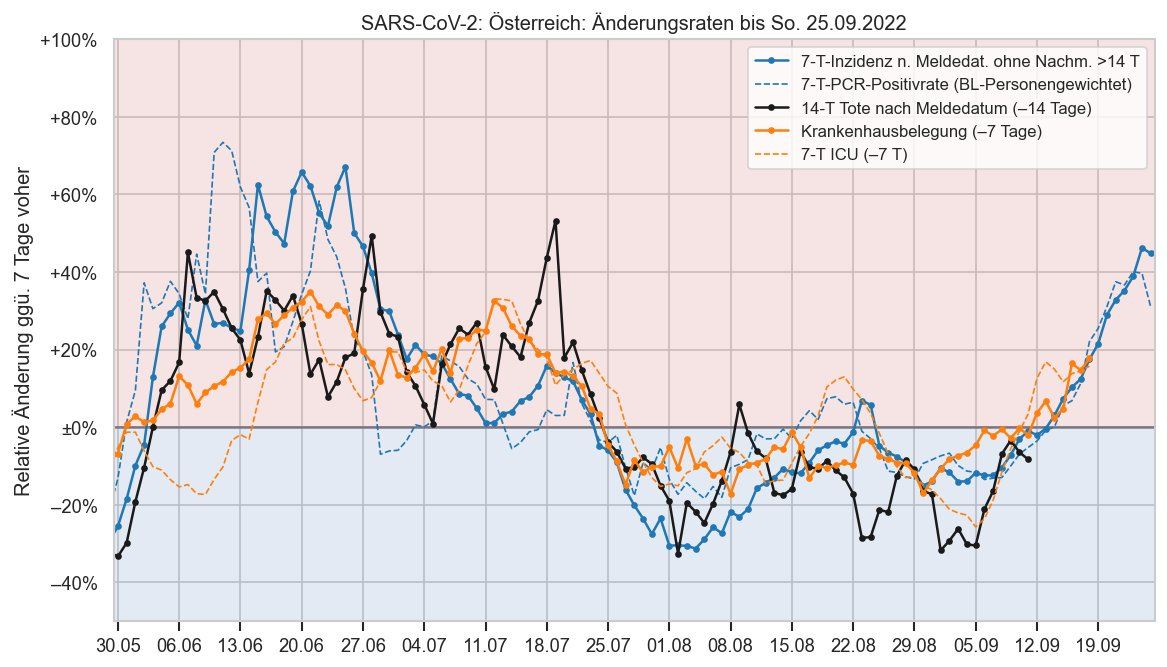 SARS-CoV-2: Österreich: Änderungsraten bis So. 25.09.2022
+100%
+80%
+60%
+40%
+20%
±0%
–20%
–40%
Relative Änderung ggü. 7 Tage voher
7-T-Inzidenz n. Meldedat. ohne Nachm. >14 T
7-T-PCR-Positivrate (BL-Personengewichtet)
14-T Tote nach Meldedatum (–14 Tage)
Krankenhausbelegung (–7 Tage)
7-T ICU (–7 T)
30.05 06.06 13.06 20.06 27.06 04.07 11.07 18.07 25.07 01.08 08.08 15.08 22.08 29.08 05.09 12.09 19.09